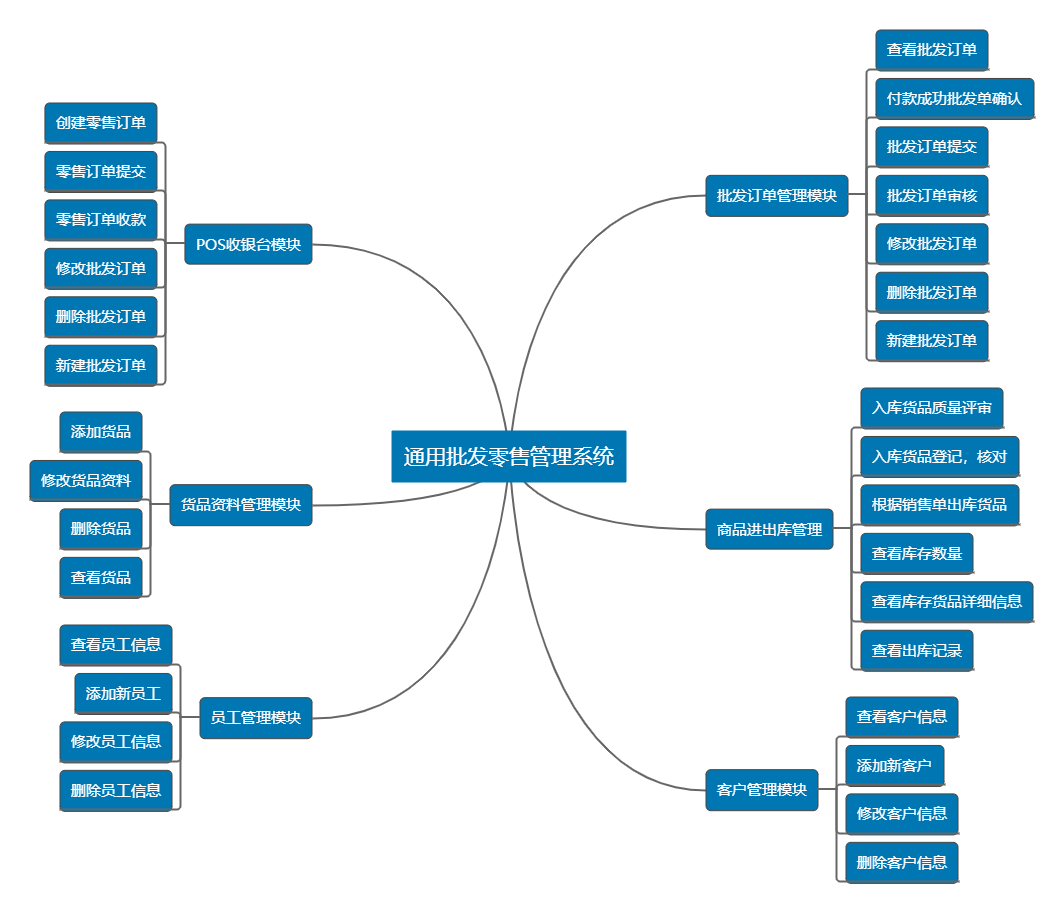 通用批发零售管理系统
批发订单管理模块
查看批发订单
付款成功批发单确认
批发订单提交
批发订单审核
修改批发订单
删除批发订单
新建批发订单
商品进出库管理
入库货品质量评审
入库货品登记，核对
根据销售单出库货品
查看库存数量
查看库存货品详细信息
查看出库记录
客户管理模块
查看客户信息
添加新客户
修改客户信息
删除客户信息
POS收银台模块
创建零售订单
零售订单提交
零售订单收款
修改批发订单
删除批发订单
新建批发订单
货品资料管理模块
添加货品
修改货品资料
删除货品
查看货品
员工管理模块
查看员工信息
添加新员工
修改员工信息
删除员工信息